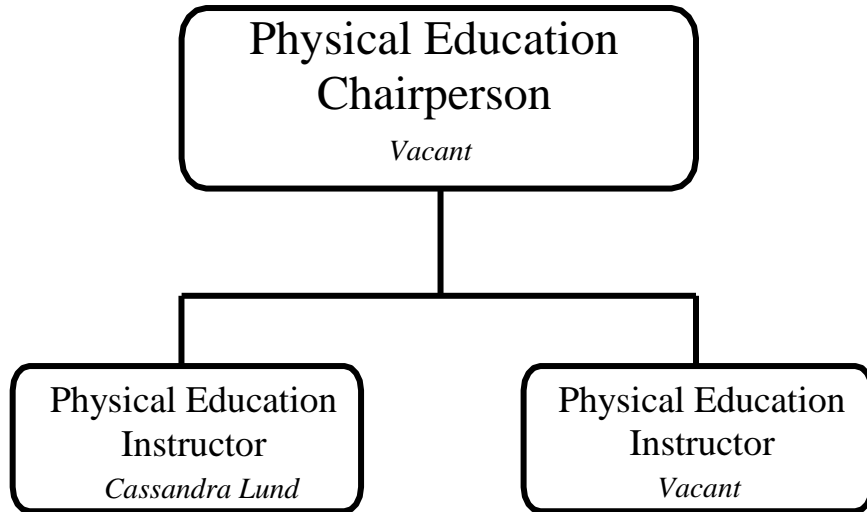 Physical Education
Chairperson
Vacant
Physical Education
Instructor
Cassandra Lund
Physical Education
Instructor
Vacant